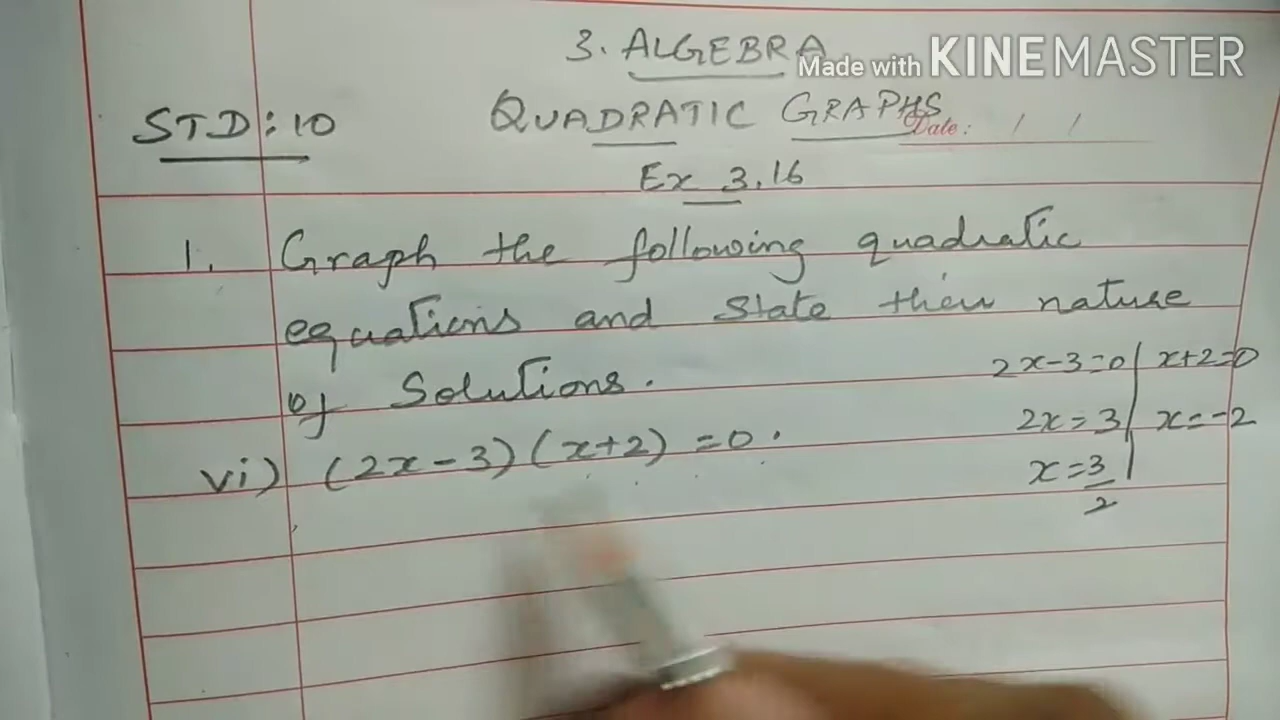 3. ALGEBRA
Made with KINEMASTER
STD: 10
QUADRATIC GRAPHS
Date: / /
Ex 3.16
1. Graph the following quadratic
equations and state their nature
of Solutions.
2x-3=0 | x+2=0
2x=3 | x=-2
x=3/2
vi) (2x-3)(x+2)=0.